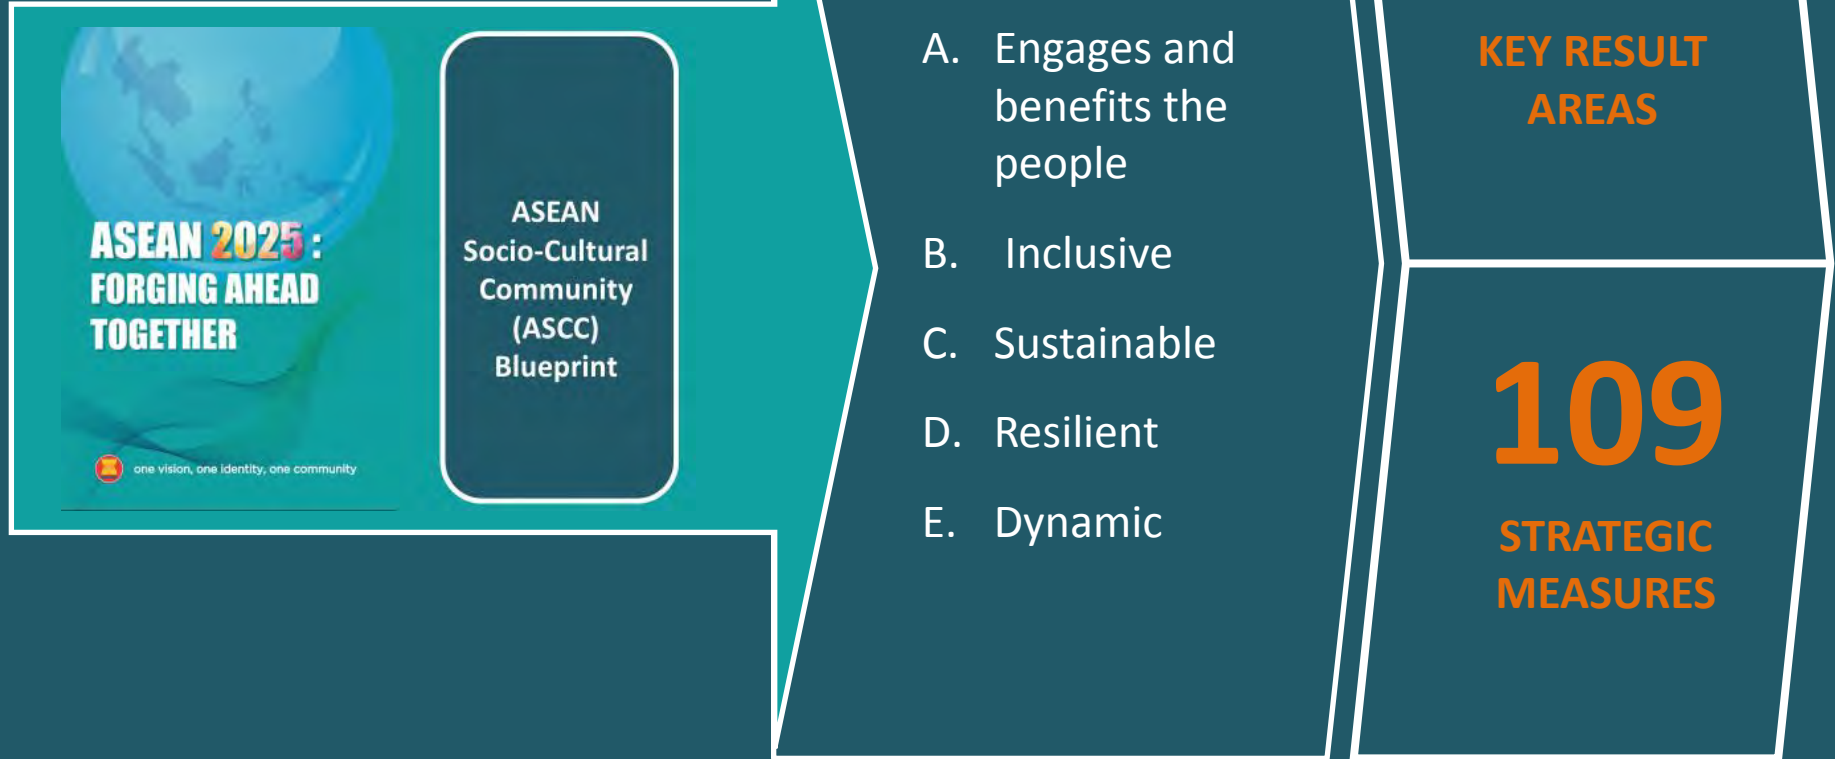 ASEAN 2025 :
FORGING AHEAD
TOGETHER
one vision, one identity, one community
ASEAN
Socio-Cultural
Community
(ASCC)
Blueprint
A. Engages and
benefits the
people
B. Inclusive
C. Sustainable
D. Resilient
E. Dynamic
KEY RESULT
AREAS
109
STRATEGIC
MEASURES